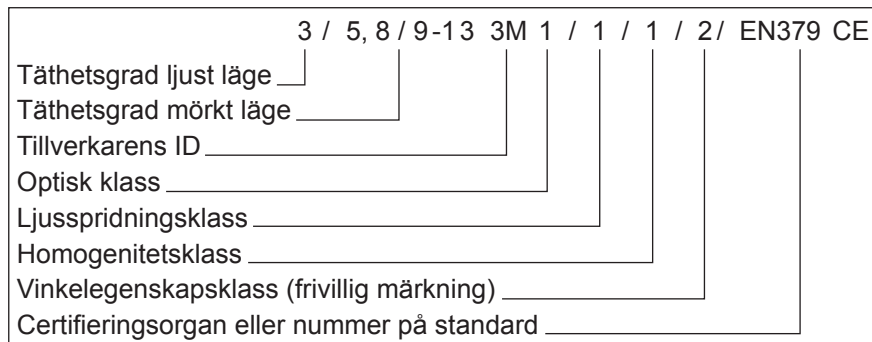 3 / 5, 8 / 9-13 3M 1 / 1 / 1 / 2/ EN379 CE
Täthetsgrad ljust läge
Täthetsgrad mörkt läge
Tillverkarens ID
Optisk klass
Ljusspridningsklass
Homogenitetsklass
Vinkelegenskapsklass (frivillig märkning)
Certifieringsorgan eller nummer på standard